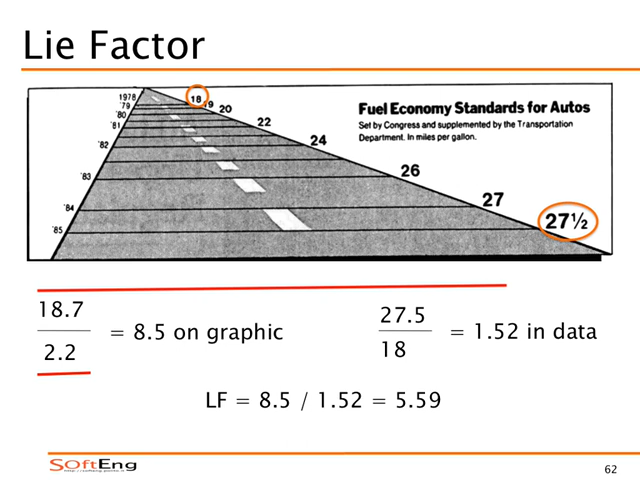 Lie Factor
1978
'79
'80
'81
'82
'83
'84
'85
18
19
20
22
24
26
27
27½
Fuel Economy Standards for Autos
Set by Congress and supplemented by the Transportation
Department. In miles per gallon.
18.7
2.2
= 8.5 on graphic
27.5
18
= 1.52 in data
LF = 8.5 / 1.52 = 5.59
SOftEng
62